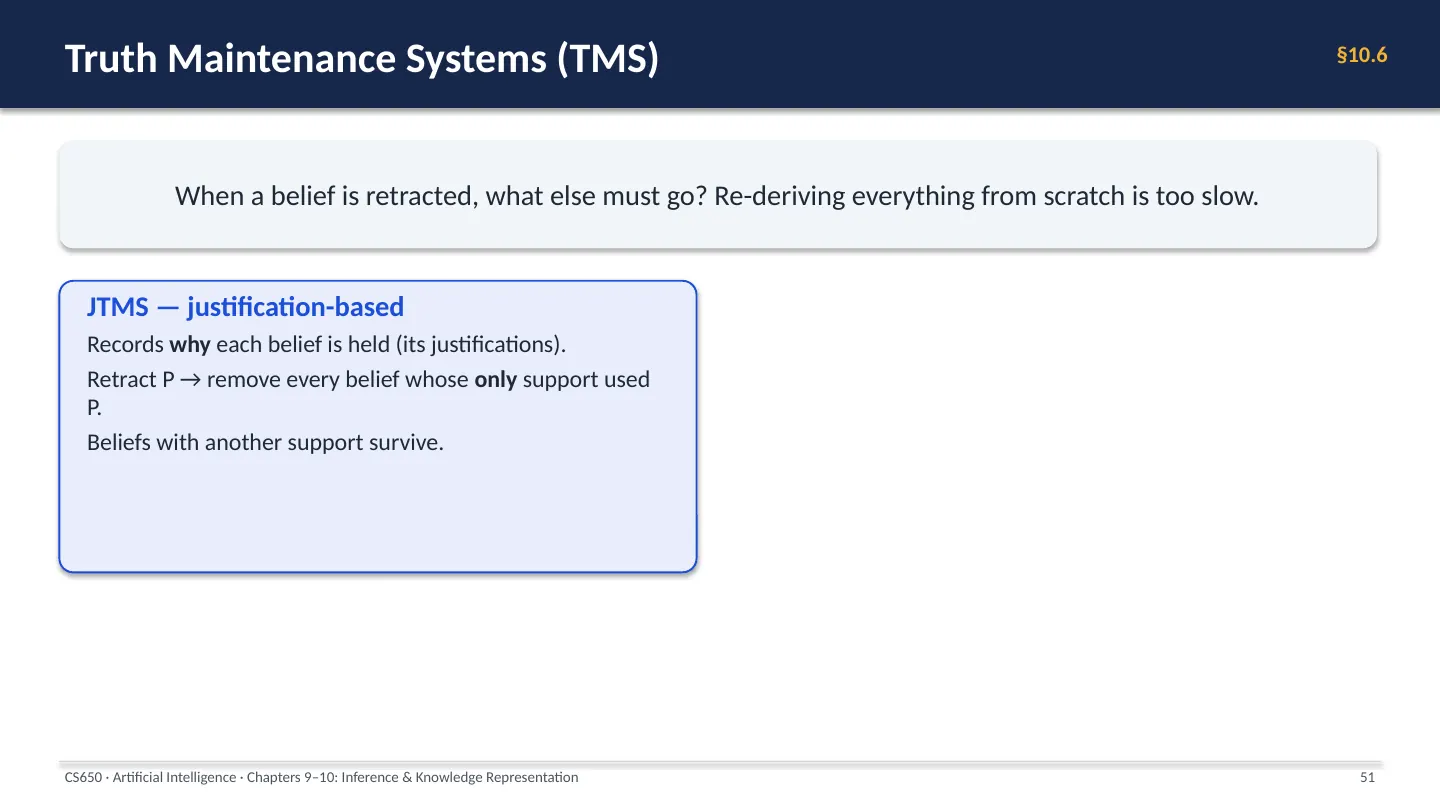 Truth Maintenance Systems (TMS)
§10.6
When a belief is retracted, what else must go? Re-deriving everything from scratch is too slow.
JTMS — justification-based
Records why each belief is held (its justifications).
Retract P → remove every belief whose only support used
P.
Beliefs with another support survive.
CS650 · Artificial Intelligence · Chapters 9–10: Inference & Knowledge Representation
51